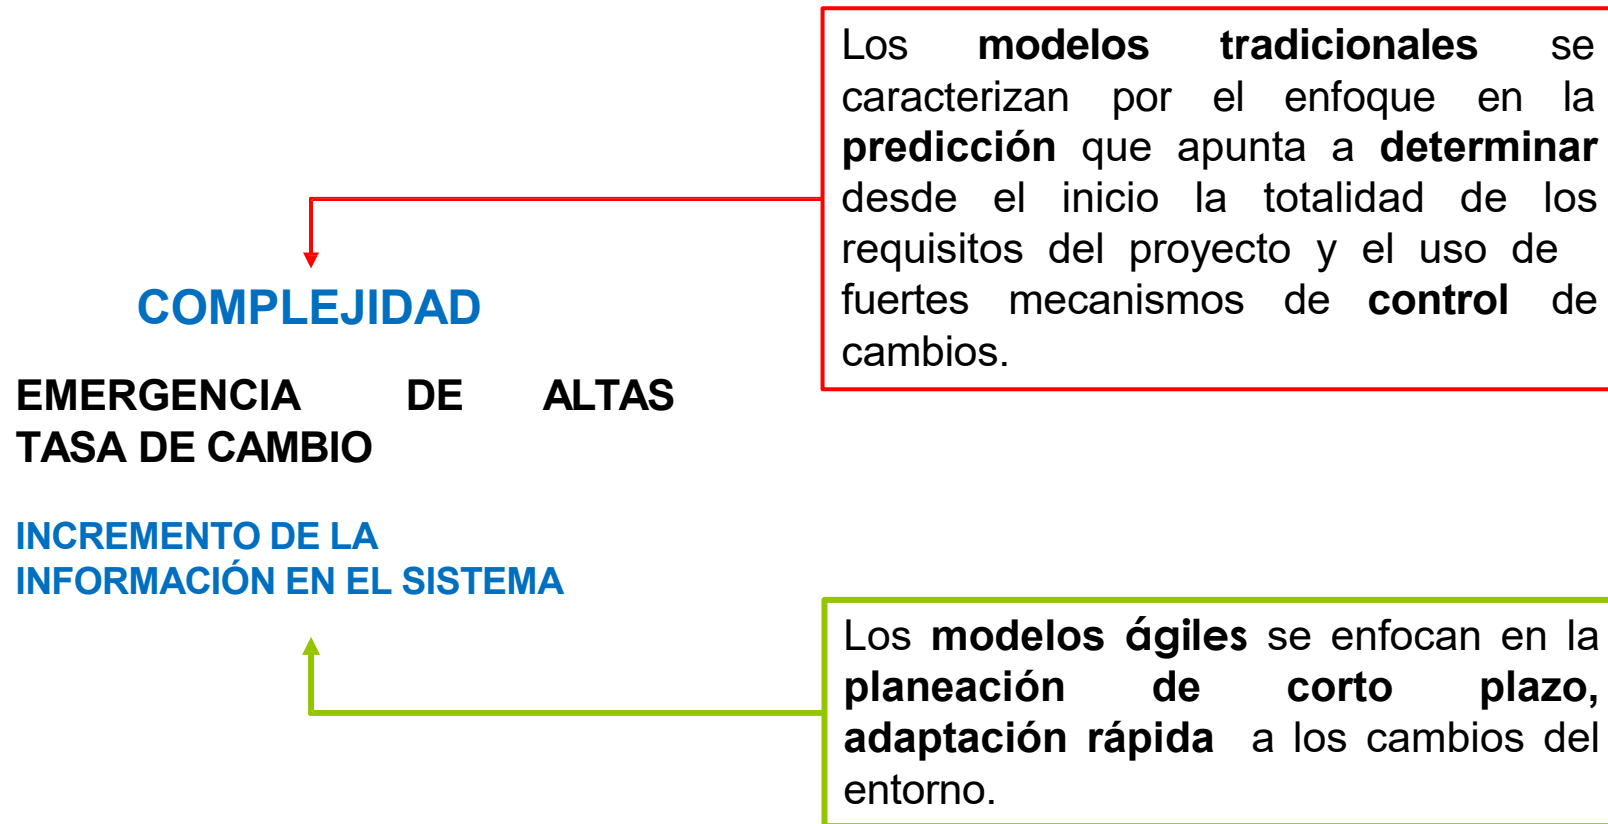 Los modelos tradicionales se
caracterizan por el enfoque en la
predicción que apunta a determinar
desde el inicio la totalidad de los
requisitos del proyecto y el uso de
fuertes mecanismos de control de
cambios.
COMPLEJIDAD
EMERGENCIA DE ALTAS
TASA DE CAMBIO
INCREMENTO DE LA
INFORMACIÓN EN EL SISTEMA
Los modelos ágiles se enfocan en la
planeación de corto plazo,
adaptación rápida a los cambios del
entorno.